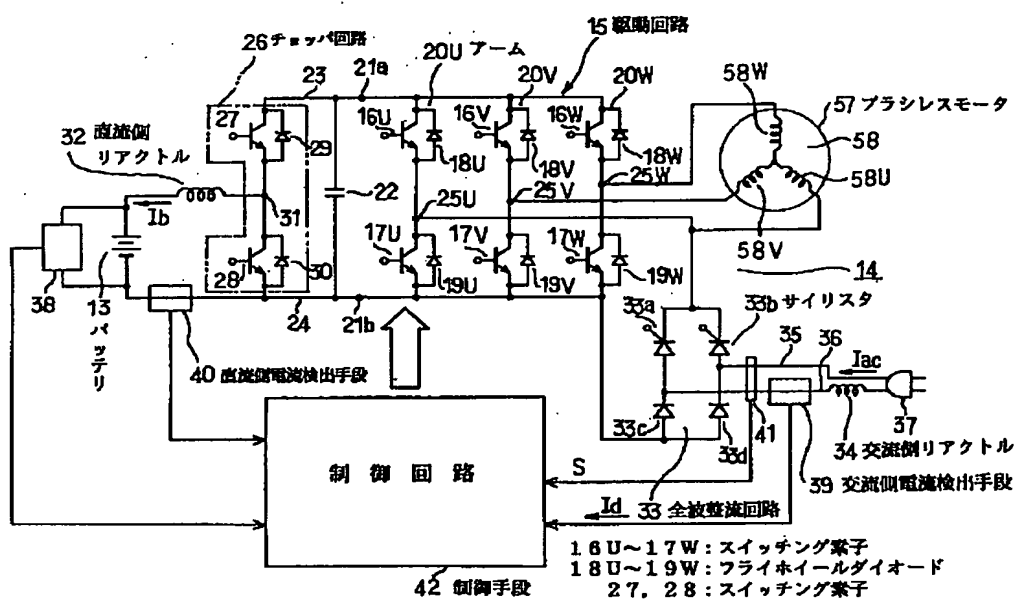 26 チョッパ回路
23
21a
20U アーム
15 駆動回路
20V
20W
58W
57 ブラシレスモータ
27
16U
16V
16W
58
32 直流側
リアクトル
29
18U
18V
18W
58U
22
25U
25V
25W
31
Ib
58V
17U
17V
17W
14
28
30
19U
19V
19W
38
13 バッテリ
24
21b
33a
33b サイリスタ
35
36
Iac
40 直流側電流検出手段
33c
33d
41
37
34 交流側リアクトル
制御回路
S
39 交流側電流検出手段
Id
33 全波整流回路
16U~17W:スイッチング素子
18U~19W:フライホイールダイオード
42 制御手段
27,28:スイッチング素子